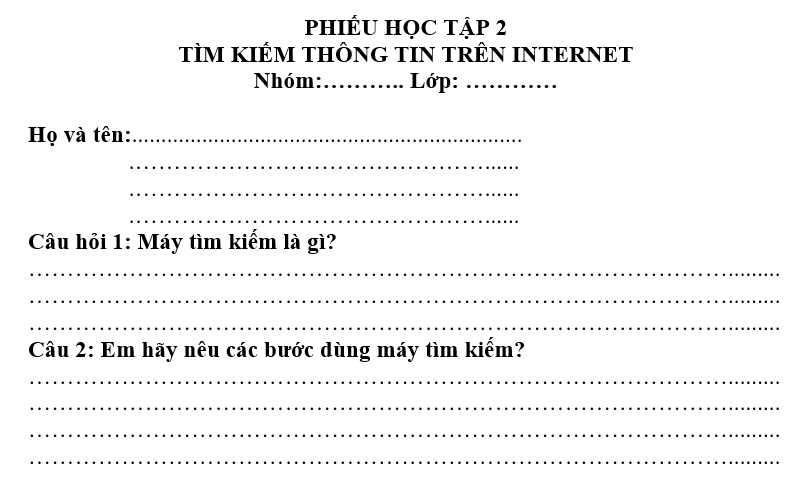 PHIẾU HỌC TẬP 2
TÌM KIẾM THÔNG TIN TRÊN INTERNET
Nhóm:……….. Lớp: …………
Họ và tên:..................................................................
…………………………………………......
…………………………………………......
…………………………………………......
Câu hỏi 1: Máy tìm kiếm là gì?
………………………………………………………………………………….........
………………………………………………………………………………….........
………………………………………………………………………………….........
Câu 2: Em hãy nêu các bước dùng máy tìm kiếm?
………………………………………………………………………………….........
………………………………………………………………………………….........
………………………………………………………………………………….........
………………………………………………………………………………….........